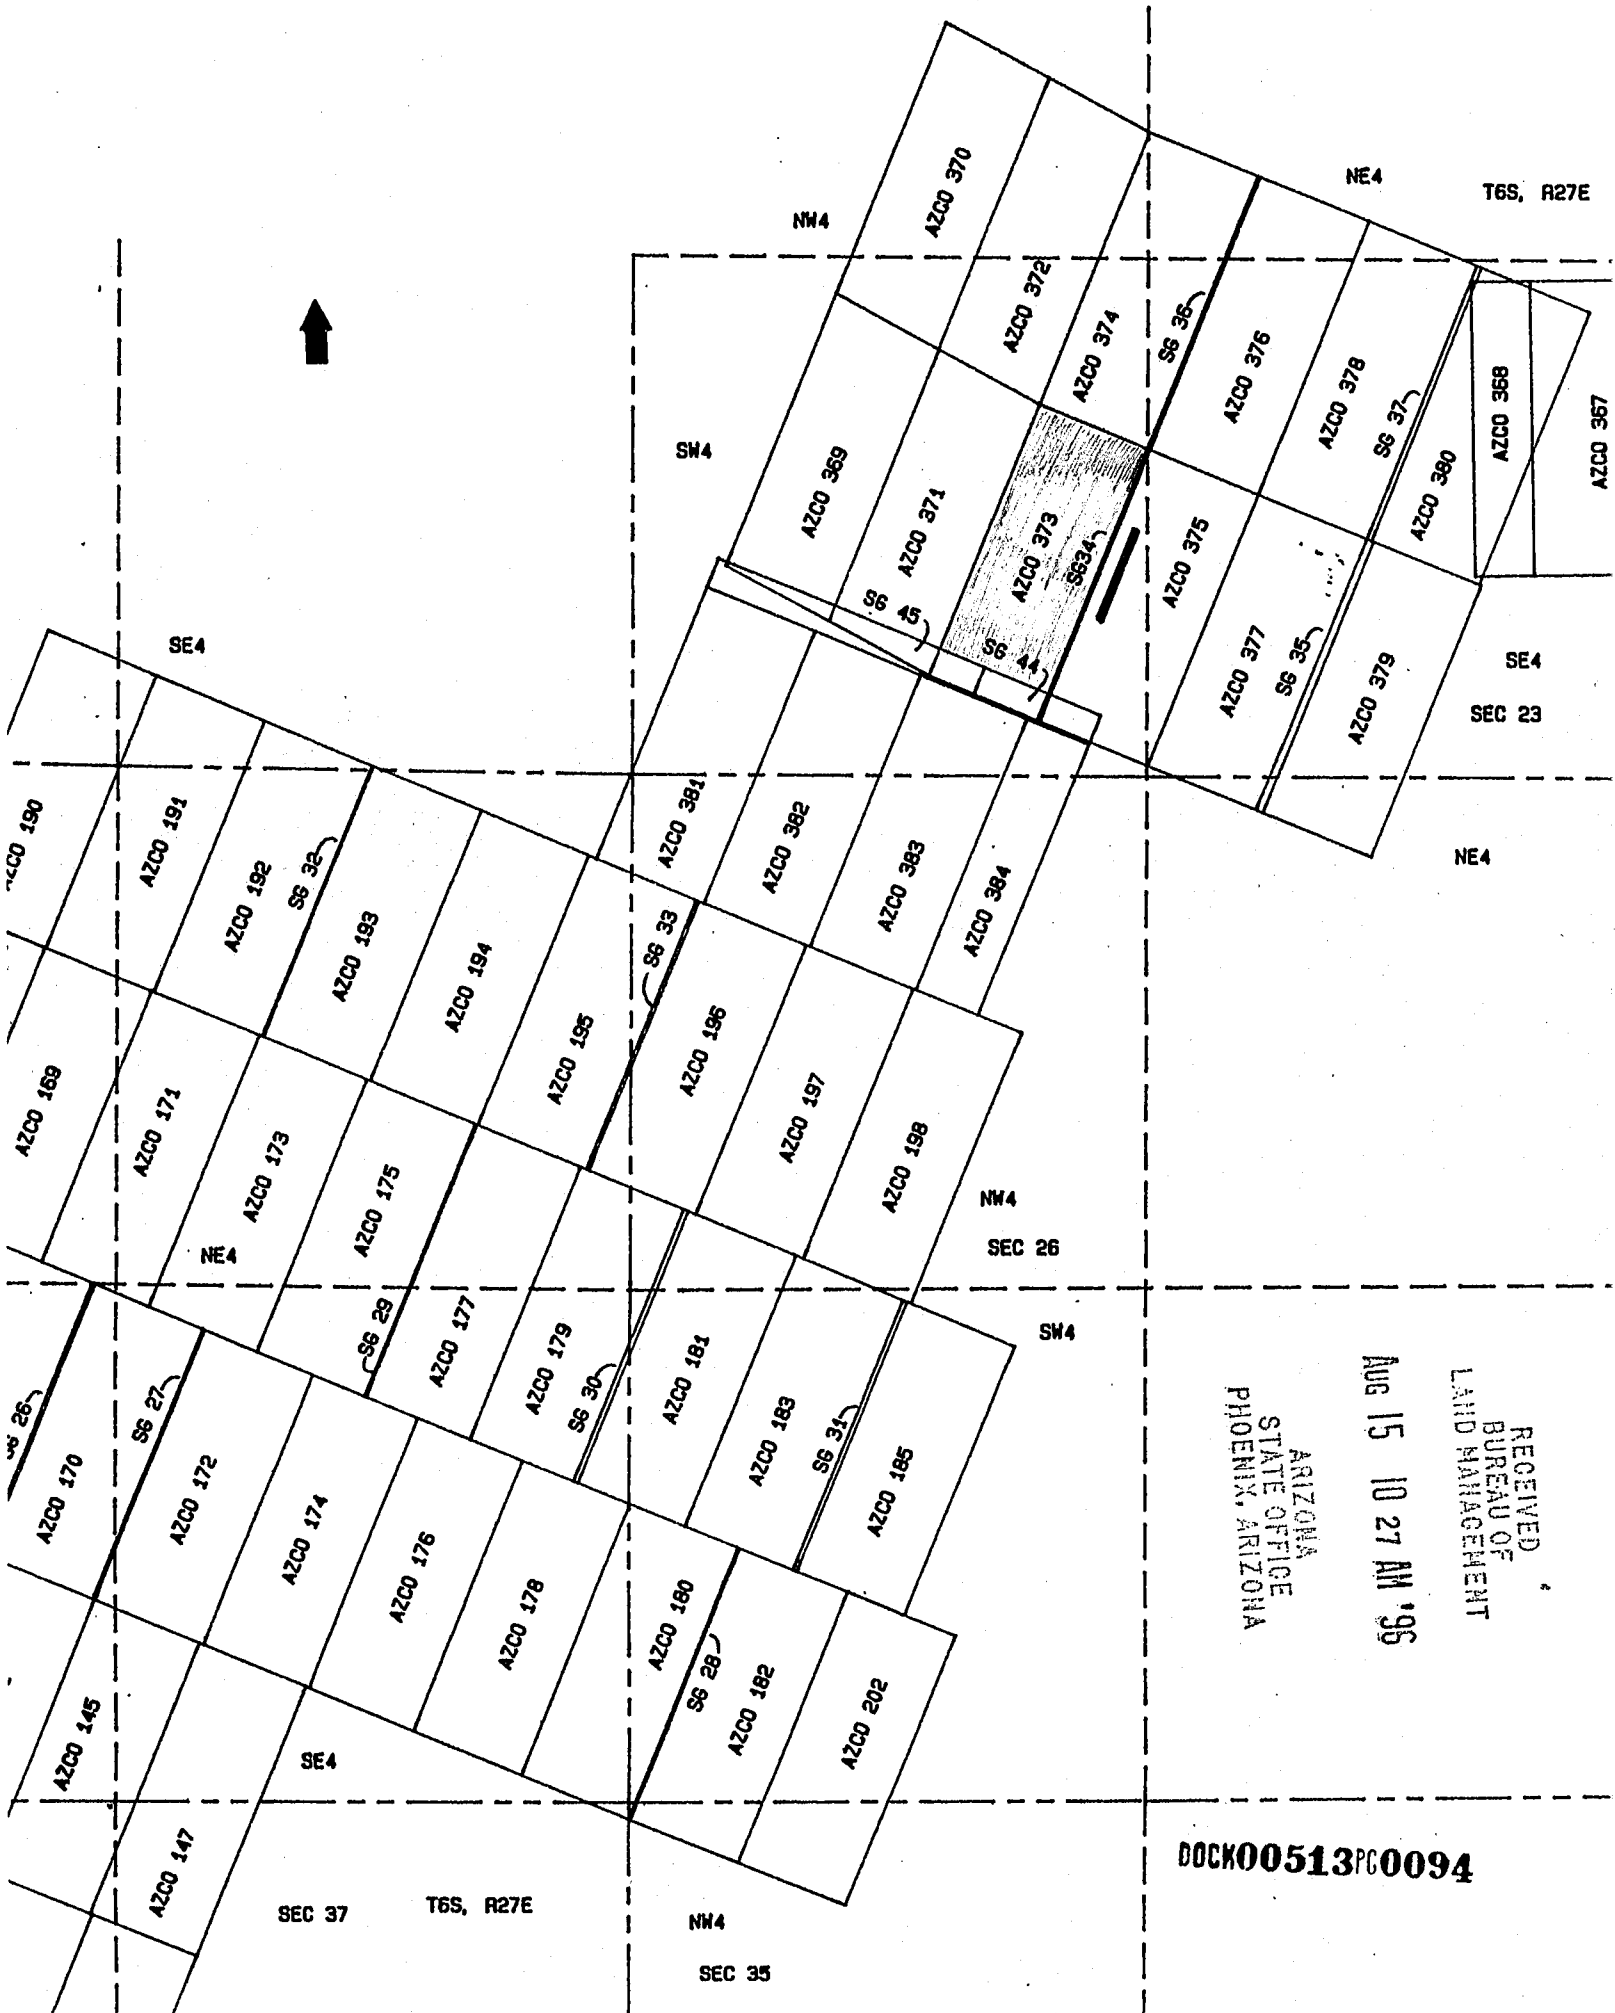 NE4
T6S, R27E
NW4
AZCO 370
AZCO 372
AZCO 374
SG 36
AZCO 376
AZCO 378
SG 37
AZCO 380
AZCO 368
AZCO 367
SW4
AZCO 369
AZCO 371
AZCO 373
SG34
AZCO 375
AZCO 377
SG 35
AZCO 379
SG 45
SG 44
SE4
SEC 23
SE4
AZCO 190
AZCO 191
AZCO 192
SG 32
AZCO 193
AZCO 194
AZCO 195
SG 33
AZCO 381
AZCO 382
AZCO 383
AZCO 384
NE4
AZCO 196
AZCO 197
AZCO 198
AZCO 169
AZCO 171
AZCO 173
AZCO 175
NW4
SEC 26
NE4
SG 29
AZCO 177
AZCO 179
SG 30
AZCO 181
AZCO 183
SG 31
AZCO 185
SW4
SG 26
AZCO 170
SG 27
AZCO 172
AZCO 174
AZCO 176
AZCO 178
AZCO 180
SG 28
AZCO 182
AZCO 202
RECEIVED
BUREAU OF
LAND MANAGEMENT
AUG 15 10 27 AM '96
ARIZONA
STATE OFFICE
PHOENIX, ARIZONA
AZCO 145
SE4
AZCO 147
DOCK00513PG0094
SEC 37
T6S, R27E
NW4
SEC 35